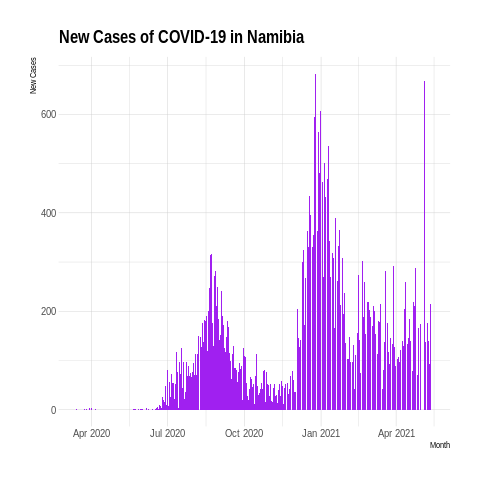 New Cases of COVID-19 in Namibia
New Cases
600
400
200
0
Apr 2020 Jul 2020 Oct 2020 Jan 2021 Apr 2021
Month